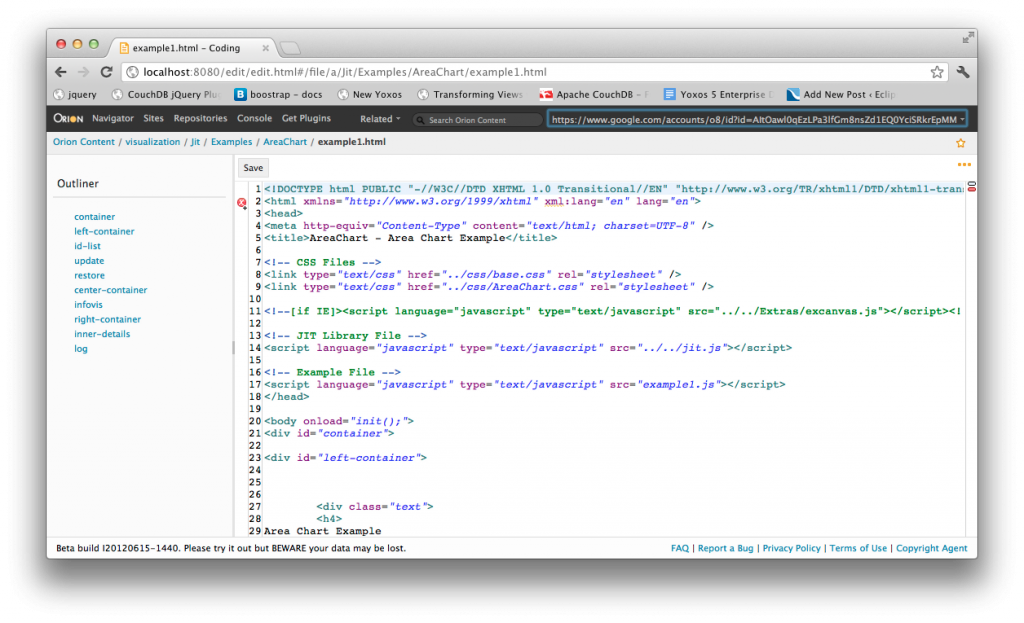 example1.html – Coding
localhost:8080/edit/edit.html#/file/a/Jit/Examples/AreaChart/example1.html
jquery CouchDB jQuery Plu boostrap - docs New Yoxos Transforming View Apache CouchDB - Yoxos 5 Enterprise Add New Post ‹ Eclip
ORION Navigator Sites Repositories Console Get Plugins Related Search Orion Content https://www.google.com/accounts/o8/id?id=
Orion Content / visualization / Jit / Examples / AreaChart / example1.html
Save
Outliner
container
left-container
id-list
update
restore
center-container
infovis
right-container
inner-details
log
1 <!DOCTYPE html PUBLIC "-//W3C//DTD XHTML 1.0 Transitional//EN" "http://www.w3.org/TR/xhtml1/DTD/xhtml1-tran
2 <html xmlns="http://www.w3.org/1999/xhtml" xml:lang="en" lang="en">
3 <head>
4 <meta http-equiv="Content-Type" content="text/html; charset=UTF-8" />
5 <title>AreaChart - Area Chart Example</title>
6
7 <!-- CSS Files -->
8 <link type="text/css" href="../css/base.css" rel="stylesheet" />
9 <link type="text/css" href="../css/AreaChart.css" rel="stylesheet" />
10
11 <!--[if IE]><script language="javascript" type="text/javascript" src="../../Extras/excanvas.js"></script><!
12
13 <!-- JIT Library File -->
14 <script language="javascript" type="text/javascript" src="../../jit.js"></script>
15
16 <!-- Example File -->
17 <script language="javascript" type="text/javascript" src="example1.js"></script>
18 </head>
19
20 <body onload="init();">
21 <div id="container">
22
23 <div id="left-container">
24
25
26
27 <div class="text">
28 <h4>
29 Area Chart Example
Beta build I20120615-1440. Please try it out but BEWARE your data may be lost.
FAQ | Report a Bug | Privacy Policy | Terms of Use | Copyright Agent